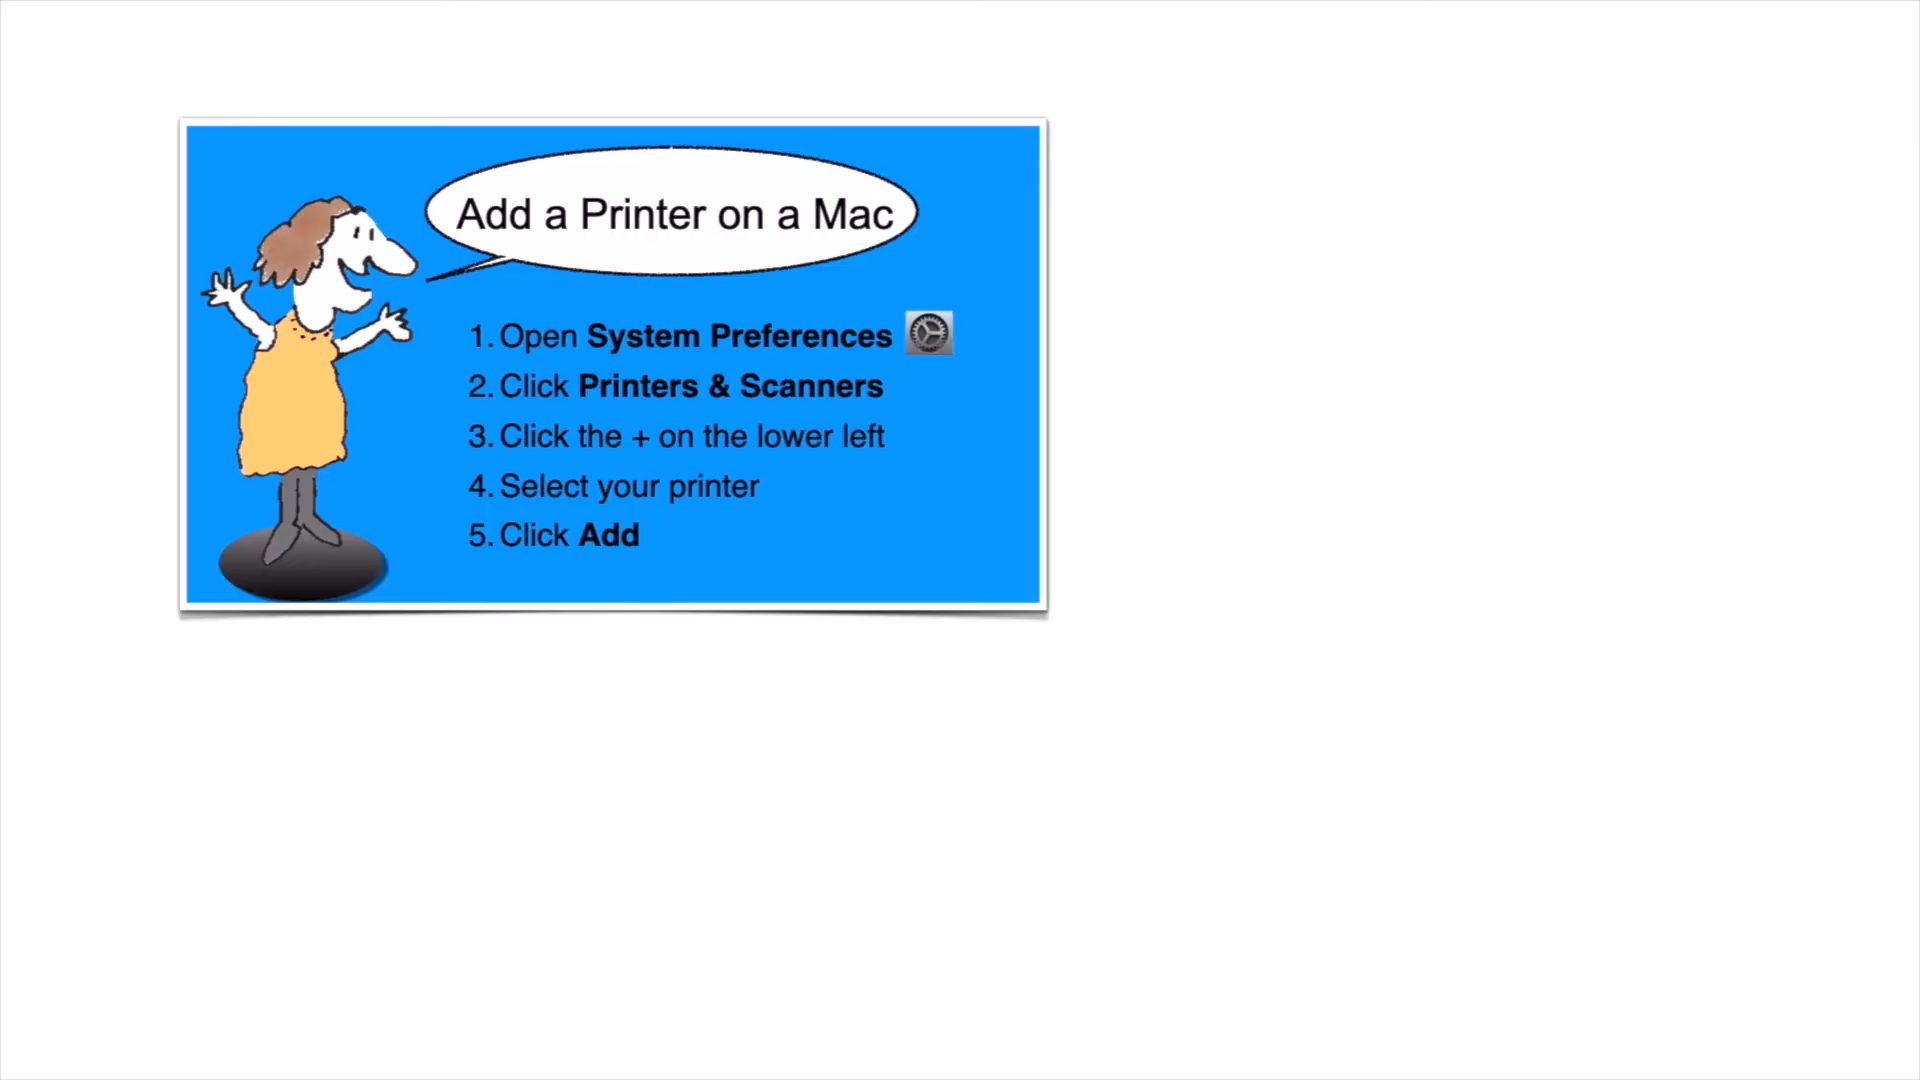 Add a Printer on a Mac
1. Open System Preferences
2. Click Printers & Scanners
3. Click the + on the lower left
4. Select your printer
5. Click Add